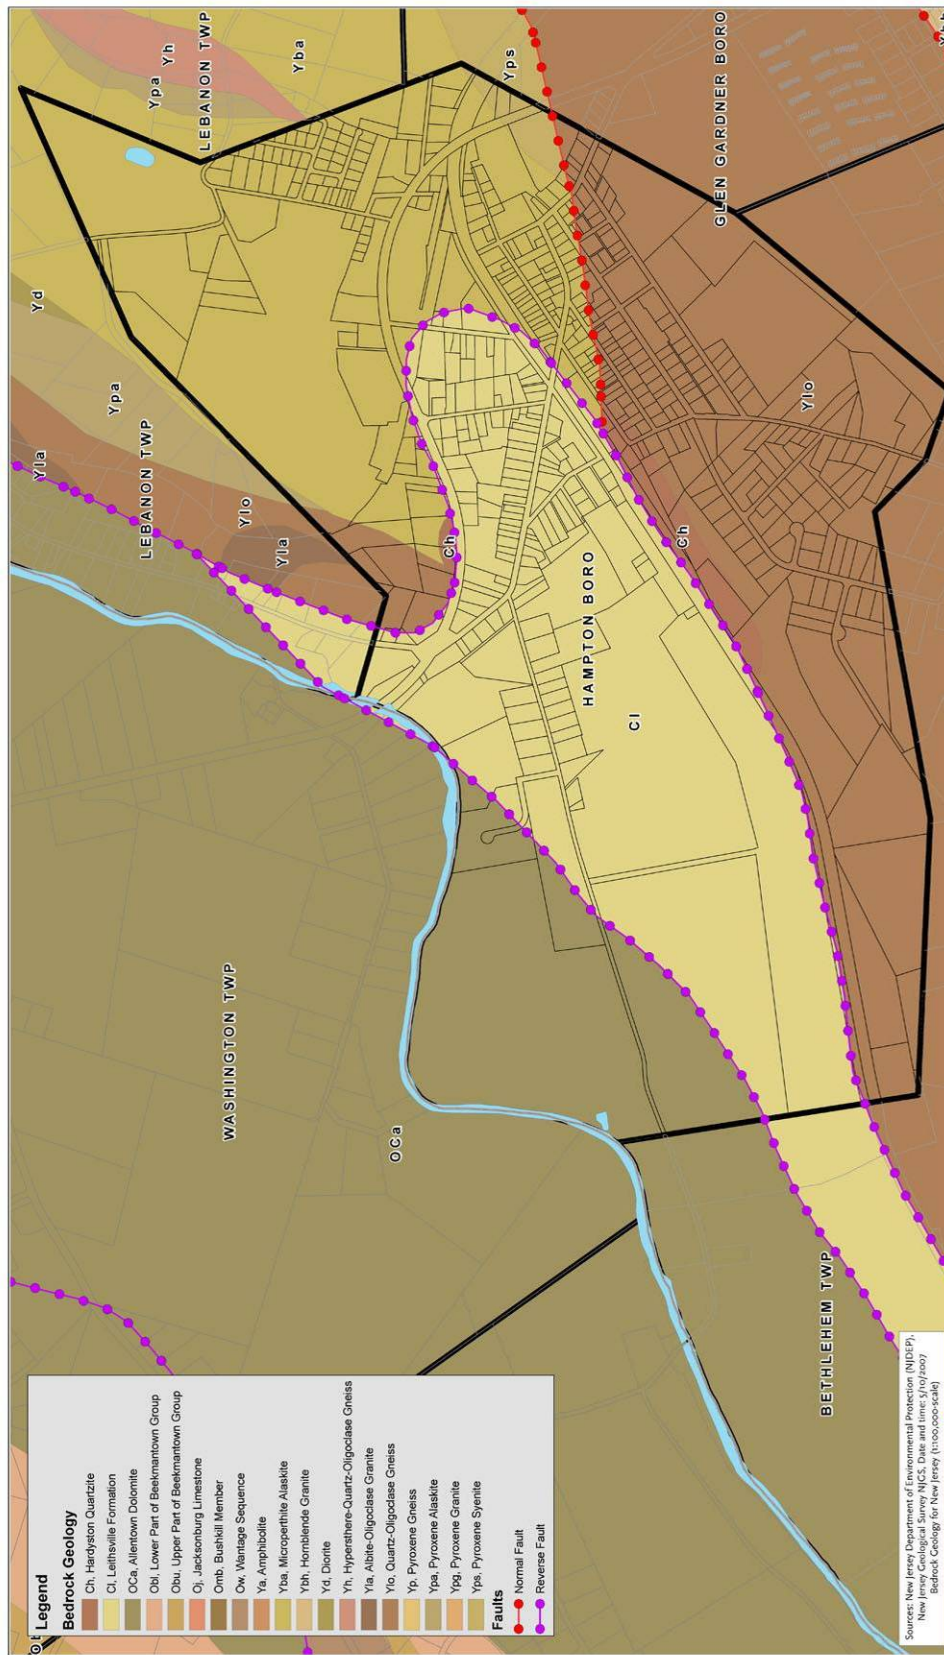 Legend
Bedrock Geology
Ch, Hardyston Quartzite
Cl, Leithsville Formation
OCa, Allentown Dolomite
Obl, Lower Part of Beekmantown Group
Obu, Upper Part of Beekmantown Group
Oj, Jacksonburg Limestone
Omb, Bushkill Member
Ow, Wantage Sequence
Ya, Amphibolite
Yba, Microperthite Alaskite
Ybh, Hornblende Granite
Yd, Diorite
Yh, Hypersthere-Quartz-Oligoclase Gneiss
Yla, Albite-Oligoclase Granite
Ylo, Quartz-Oligoclase Gneiss
Yp, Pyroxene Gneiss
Ypa, Pyroxene Alaskite
Ypg, Pyroxene Granite
Yps, Pyroxene Syenite
Faults
Normal Fault
Reverse Fault
WASHINGTON TWP
OCa
BETHLEHEM TWP
LEBANON TWP
Yla
Yla
Ylo
Ypa
Yd
LEBANON TWP
Ypa
Yh
Yba
Yps
Ch
HAMPTON BORO
Cl
Ch
Ylo
GLEN GARDNER BORO
Ybh
Sources: New Jersey Department of Environmental Protection (NJDEP),
New Jersey Geological Survey NJGS, Date and time: 5/10/2007
Bedrock Geology for New Jersey (1:100,000-scale)